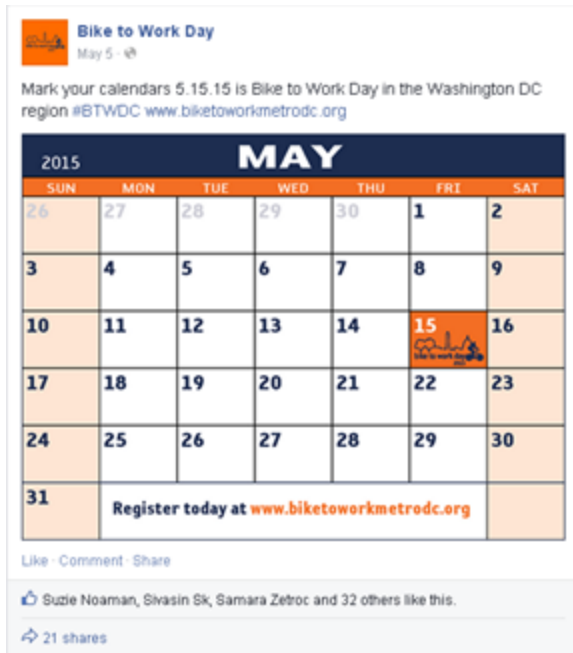 Bike to Work Day
May 5 ·
Mark your calendars 5.15.15 is Bike to Work Day in the Washington DC
region #BTWDC www.biketoworkmetrodc.org
2015 MAY
SUN MON TUE WED THU FRI SAT
26 27 28 29 30 1 2
3 4 5 6 7 8 9
10 11 12 13 14 15 16
bike to work day
17 18 19 20 21 22 23
24 25 26 27 28 29 30
31 Register today at www.biketoworkmetrodc.org
Like · Comment · Share
Suzie Noaman, Sivasin Sk, Samara Zetroc and 32 others like this.
21 shares